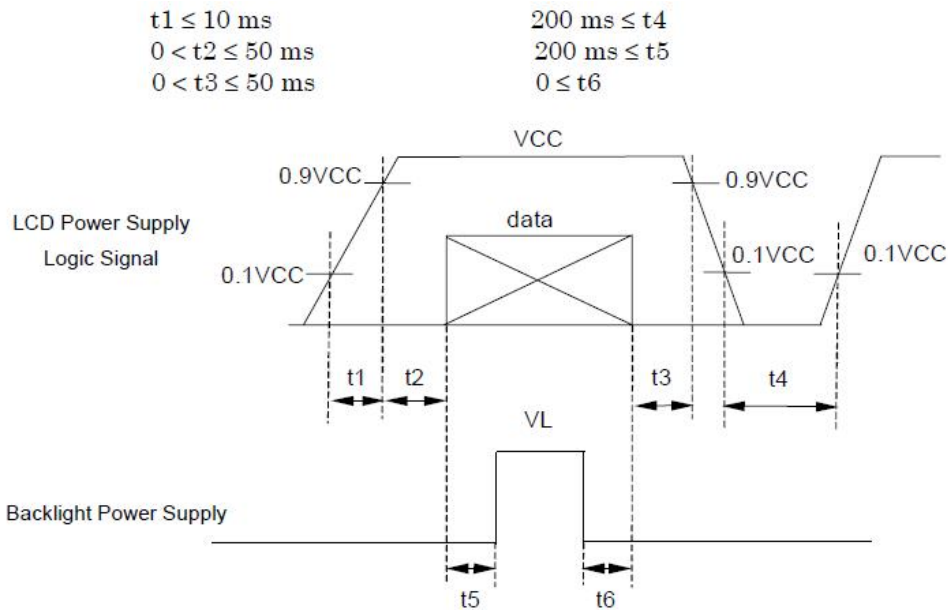 t1 ≤ 10 ms 200 ms ≤ t4
0 < t2 ≤ 50 ms 200 ms ≤ t5
0 < t3 ≤ 50 ms 0 ≤ t6
VCC
0.9VCC 0.9VCC
LCD Power Supply
Logic Signal
data
0.1VCC 0.1VCC 0.1VCC
t1 t2 t3 t4
VL
Backlight Power Supply
t5 t6